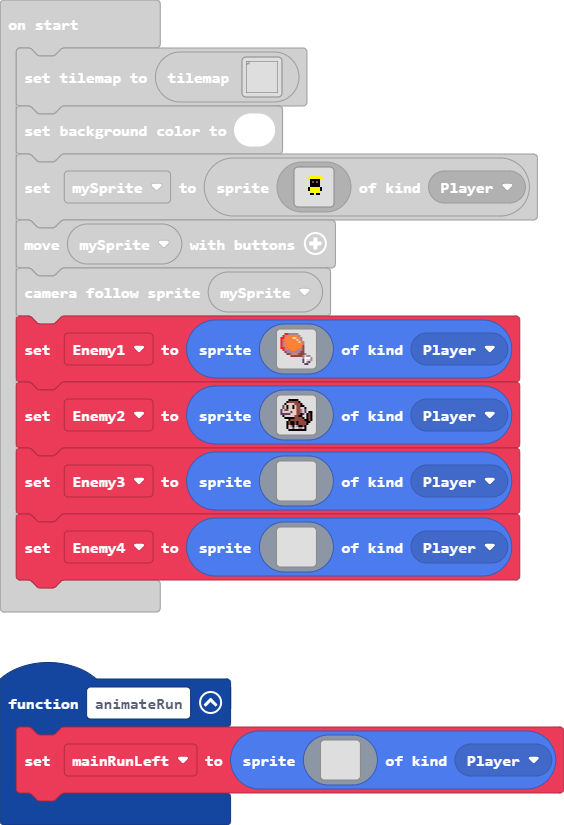 on start
set tilemap to tilemap
set background color to
set mySprite to sprite of kind Player
move mySprite with buttons
camera follow sprite mySprite
set Enemy1 to sprite of kind Player
set Enemy2 to sprite of kind Player
set Enemy3 to sprite of kind Player
set Enemy4 to sprite of kind Player
function animateRun
set mainRunLeft to sprite of kind Player